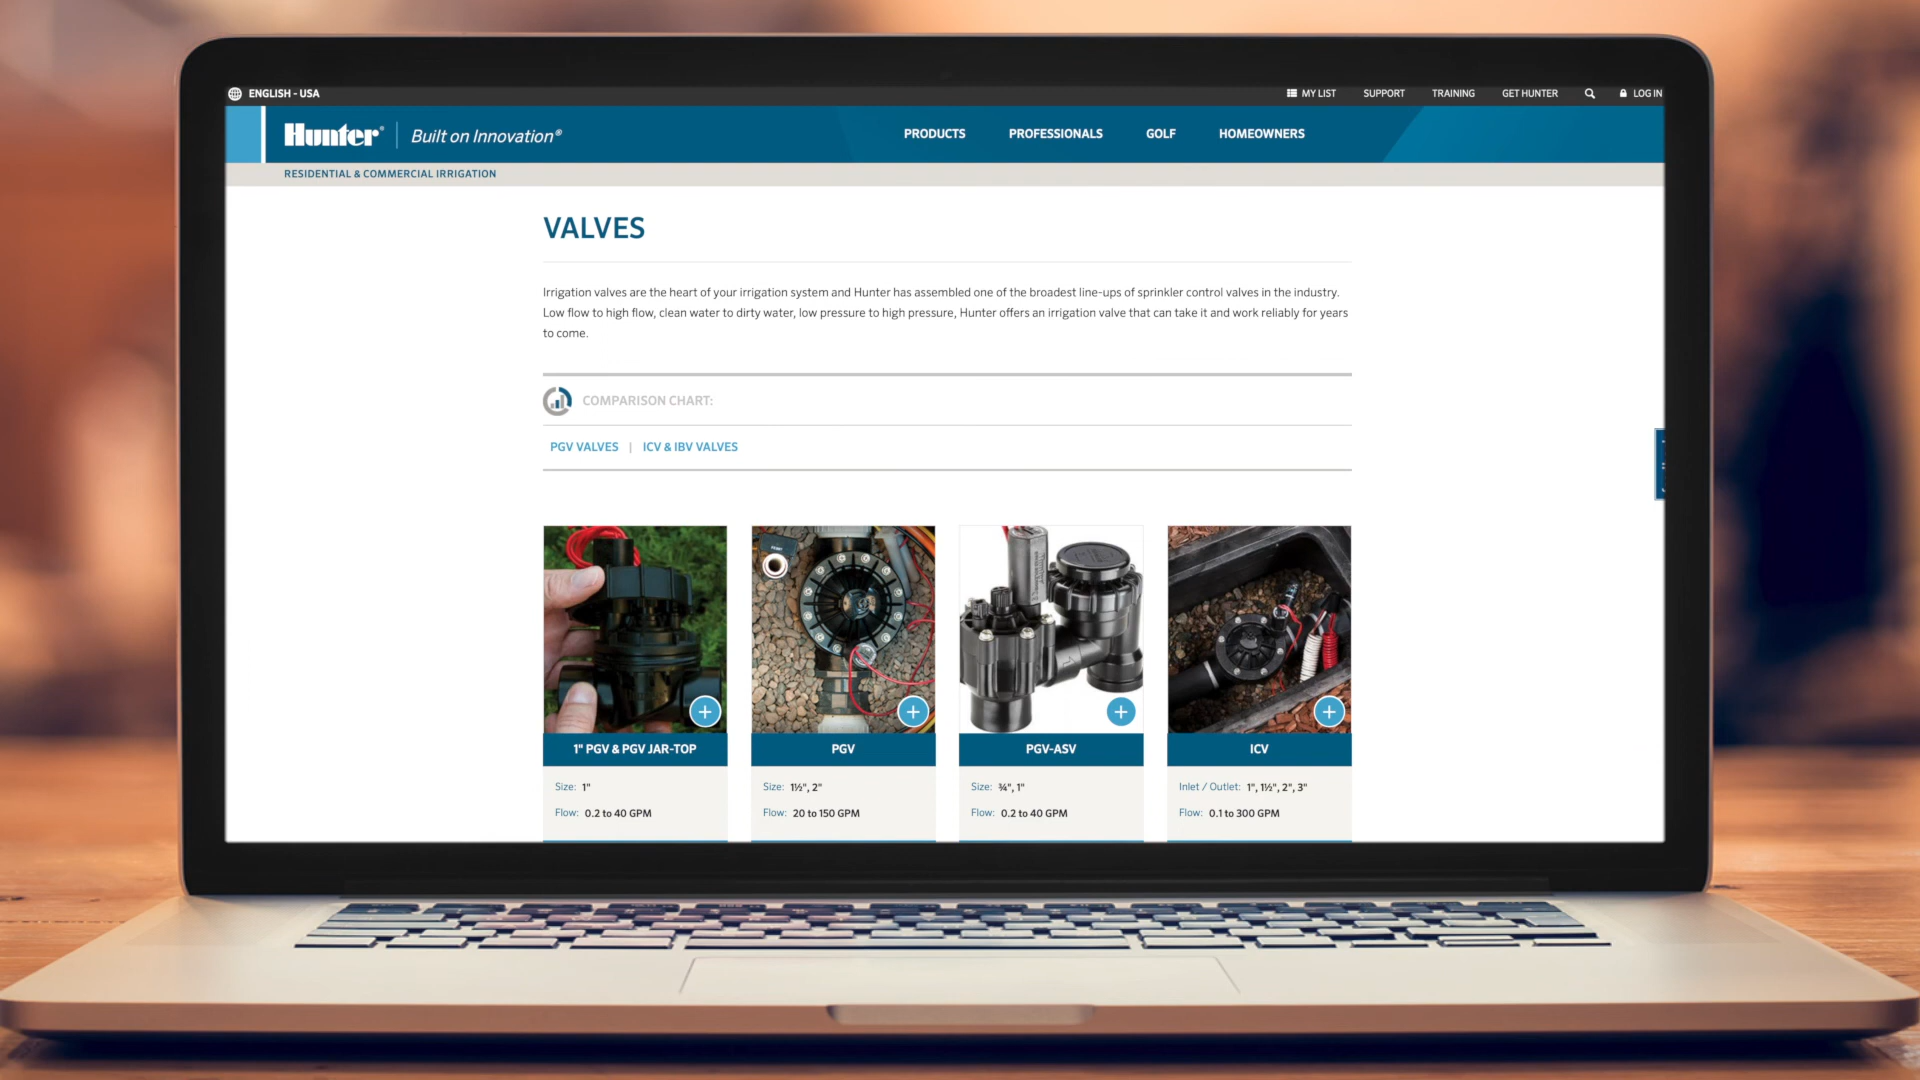 ENGLISH - USA
MY LIST
SUPPORT
TRAINING
GET HUNTER
LOG IN
Hunter®
Built on Innovation®
PRODUCTS
PROFESSIONALS
GOLF
HOMEOWNERS
RESIDENTIAL & COMMERCIAL IRRIGATION
VALVES
Irrigation valves are the heart of your irrigation system and Hunter has assembled one of the broadest line-ups of sprinkler control valves in the industry.
Low flow to high flow, clean water to dirty water, low pressure to high pressure, Hunter offers an irrigation valve that can take it and work reliably for years
to come.
COMPARISON CHART:
PGV VALVES | ICV & IBV VALVES
1" PGV & PGV JAR-TOP
Size: 1"
Flow: 0.2 to 40 GPM
PGV
Size: 1½", 2"
Flow: 20 to 150 GPM
PGV-ASV
Size: ¾", 1"
Flow: 0.2 to 40 GPM
ICV
Inlet / Outlet: 1", 1½", 2", 3"
Flow: 0.1 to 300 GPM